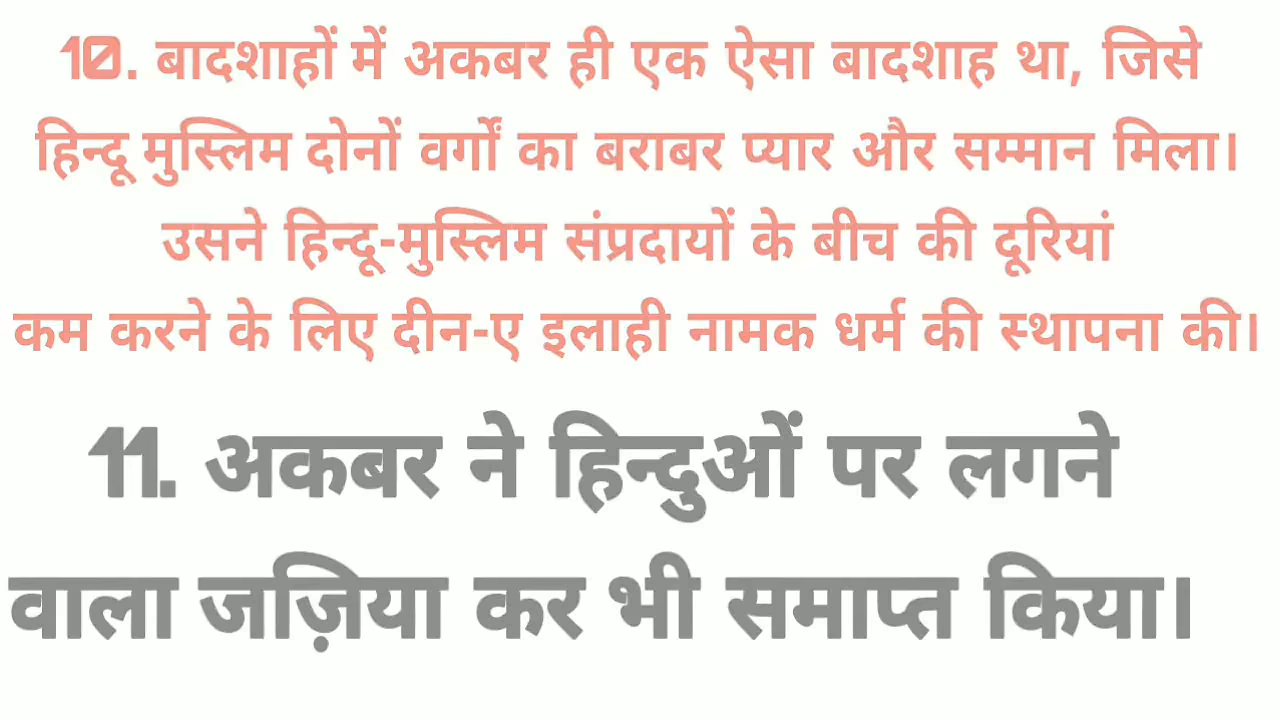 10. बादशाहों में अकबर ही एक ऐसा बादशाह था, जिसे
हिन्दू मुस्लिम दोनों वर्गों का बराबर प्यार और सम्मान मिला।
उसने हिन्दू-मुस्लिम संप्रदायों के बीच की दूरियां
कम करने के लिए दीन-ए इलाही नामक धर्म की स्थापना की।
11. अकबर ने हिन्दुओं पर लगने
वाला जज़िया कर भी समाप्त किया।